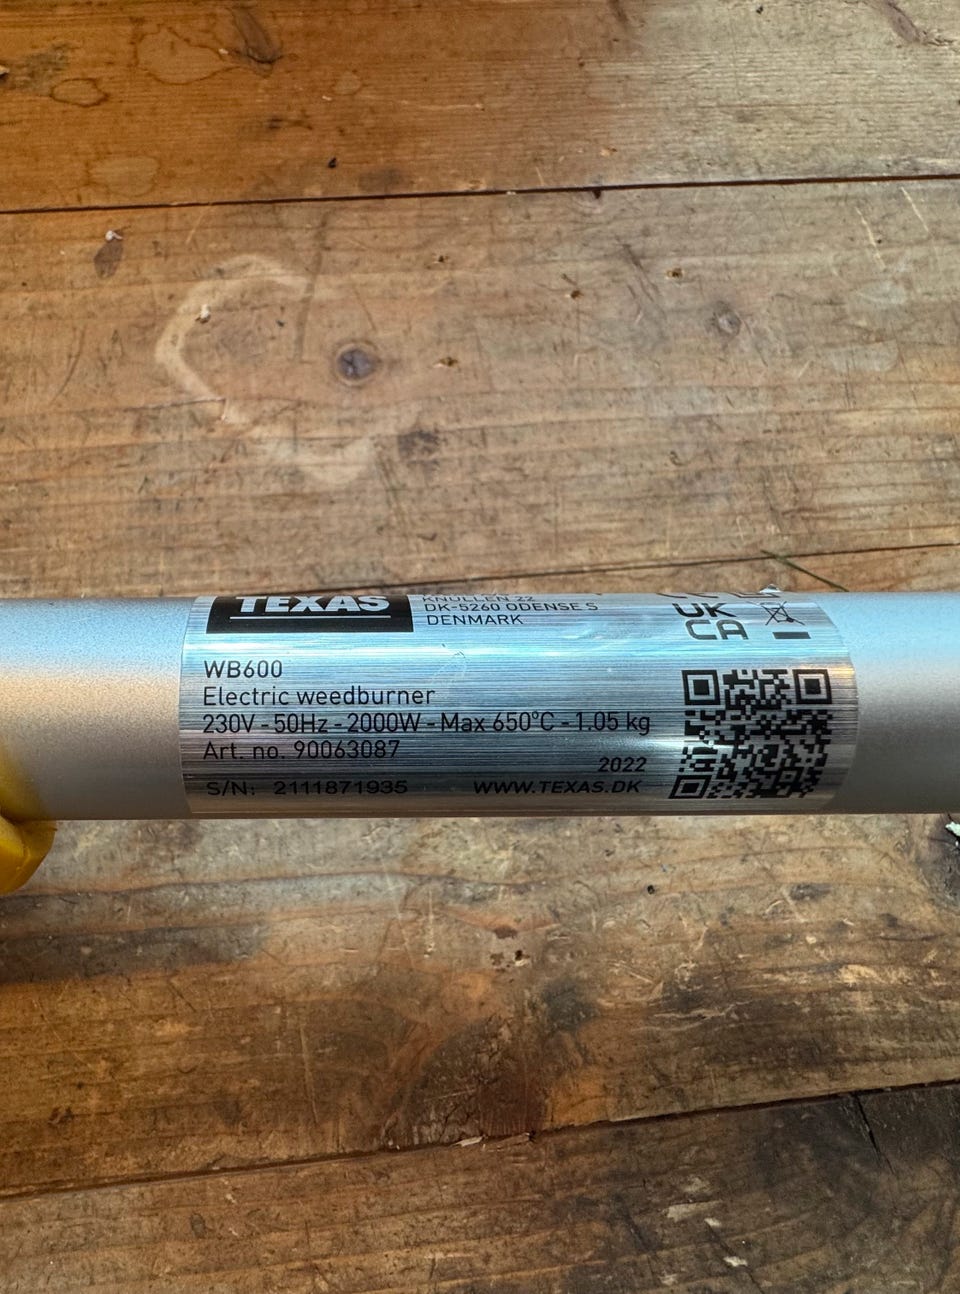 TEXAS
KNULLEN 22
DK-5260 ODENSE S
DENMARK
UK
CA
WB600
Electric weedburner
230V - 50Hz - 2000W - Max 650°C - 1.05 kg
Art. no. 90063087
2022
S/N: 2111871935
WWW.TEXAS.DK